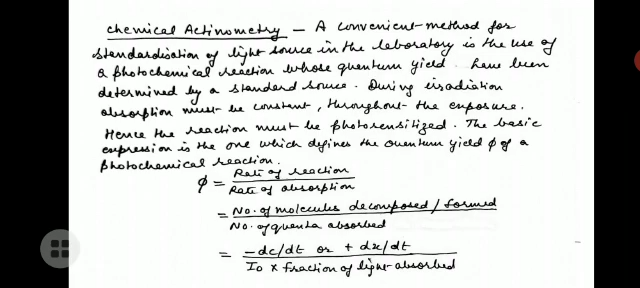 Chemical Actinometry - A convenient method for
standardisation of light source in the laboratory is the use of
a photochemical reaction whose quantum yield. have been
determined by a standard source. During irradiation
absorption must be constant, throughout the exposure.
Hence the reaction must be photosensitized. The basic
expression is the one which defines the quantum yield ϕ of a
photochemical reaction.
ϕ = Rate of reaction / Rate of absorption
= No. of molecules decomposed / formed / No. of quanta absorbed
= -dc/dt or + dx/dt / I0 × fraction of light absorbed